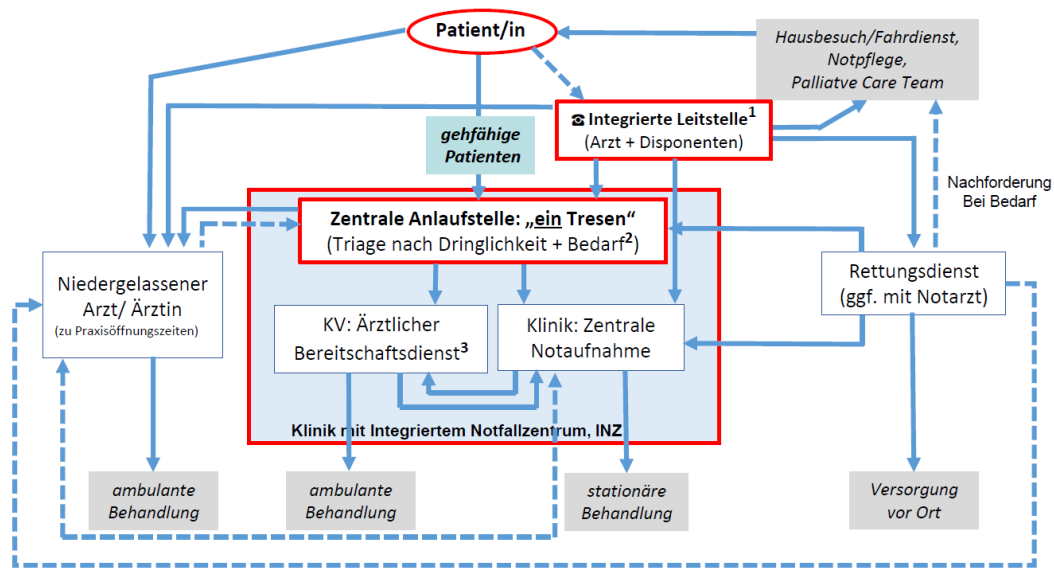 Patient/in
Hausbesuch/Fahrdienst,
Notpflege,
Palliatve Care Team
☎ Integrierte Leitstelle¹
(Arzt + Disponenten)
gehfähige
Patienten
Nachforderung
Bei Bedarf
Zentrale Anlaufstelle: „ein Tresen“
(Triage nach Dringlichkeit + Bedarf²)
Niedergelassener
Arzt/ Ärztin
(zu Praxisöffnungszeiten)
Rettungsdienst
(ggf. mit Notarzt)
KV: Ärztlicher
Bereitschaftsdienst³
Klinik: Zentrale
Notaufnahme
Klinik mit Integriertem Notfallzentrum, INZ
ambulante
Behandlung
ambulante
Behandlung
stationäre
Behandlung
Versorgung
vor Ort